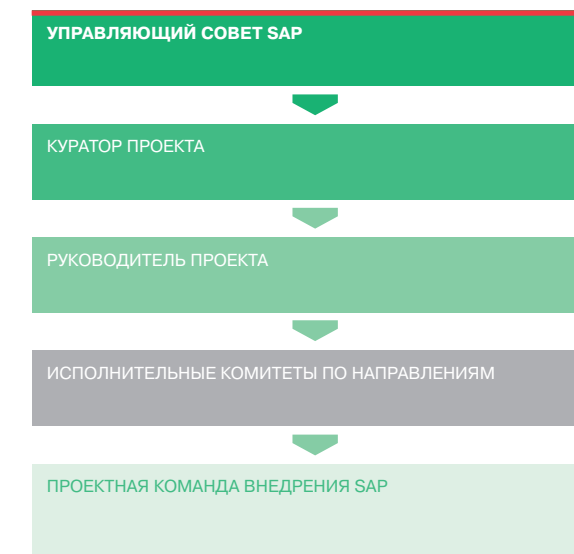 УПРАВЛЯЮЩИЙ СОВЕТ SAP
КУРАТОР ПРОЕКТА
РУКОВОДИТЕЛЬ ПРОЕКТА
ИСПОЛНИТЕЛЬНЫЕ КОМИТЕТЫ ПО НАПРАВЛЕНИЯМ
ПРОЕКТНАЯ КОМАНДА ВНЕДРЕНИЯ SAP